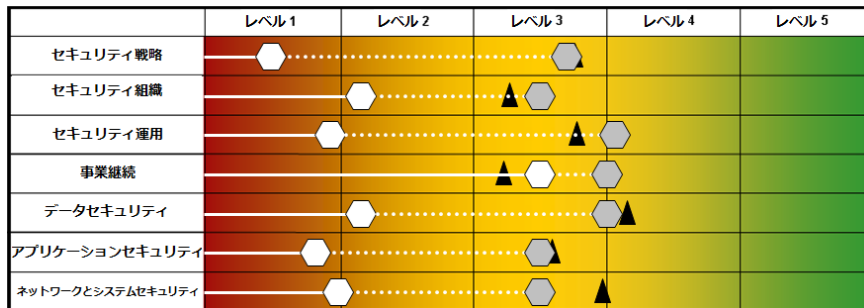 レベル 1 レベル 2 レベル 3 レベル 4 レベル 5
セキュリティ戦略
セキュリティ組織
セキュリティ運用
事業継続
データセキュリティ
アプリケーションセキュリティ
ネットワークとシステムセキュリティ